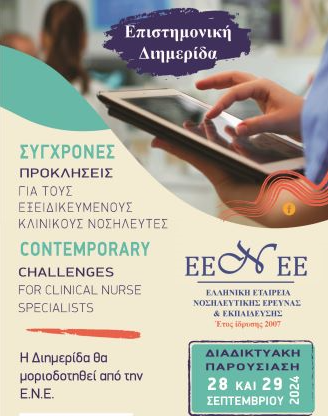 Επιστημονική
Διημερίδα
ΣΥΓΧΡΟΝΕΣ
ΠΡΟΚΛΗΣΕΙΣ
ΓΙΑ ΤΟΥΣ
ΕΞΕΙΔΙΚΕΥΜΕΝΟΥΣ
ΚΛΙΝΙΚΟΥΣ ΝΟΣΗΛΕΥΤΕΣ
CONTEMPORARY
CHALLENGES
FOR CLINICAL NURSE
SPECIALISTS
Η Διημερίδα θα
μοριοδοτηθεί από την
Ε.Ν.Ε.
ΕΕΝΕΕ
ΕΛΛΗΝΙΚΗ ΕΤΑΙΡΕΙΑ
ΝΟΣΗΛΕΥΤΙΚΗΣ ΕΡΕΥΝΑΣ
& ΕΚΠΑΙΔΕΥΣΗΣ
Έτος ίδρυσης 2007
ΔΙΑΔΙΚΤΥΑΚΗ
ΠΑΡΟΥΣΙΑΣΗ
28 ΚΑΙ 29
ΣΕΠΤΕΜΒΡΙΟΥ
2024